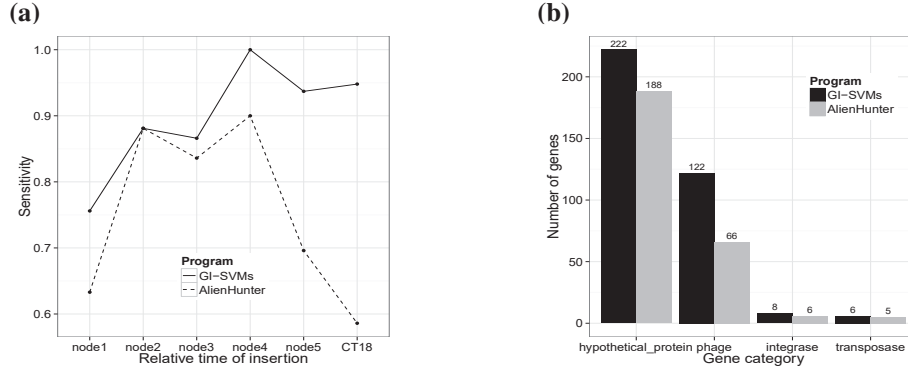 (a)
1.0
0.9
0.8
0.7
0.6
Sensitivity
Program
GI−SVMs
AlienHunter
node1 node2 node3 node4 node5 CT18
Relative time of insertion
(b)
200
150
100
50
0
Number of genes
222
188
122
66
8
6
6
5
Program
GI−SVMs
AlienHunter
hypothetical_protein phage integrase transposase
Gene category